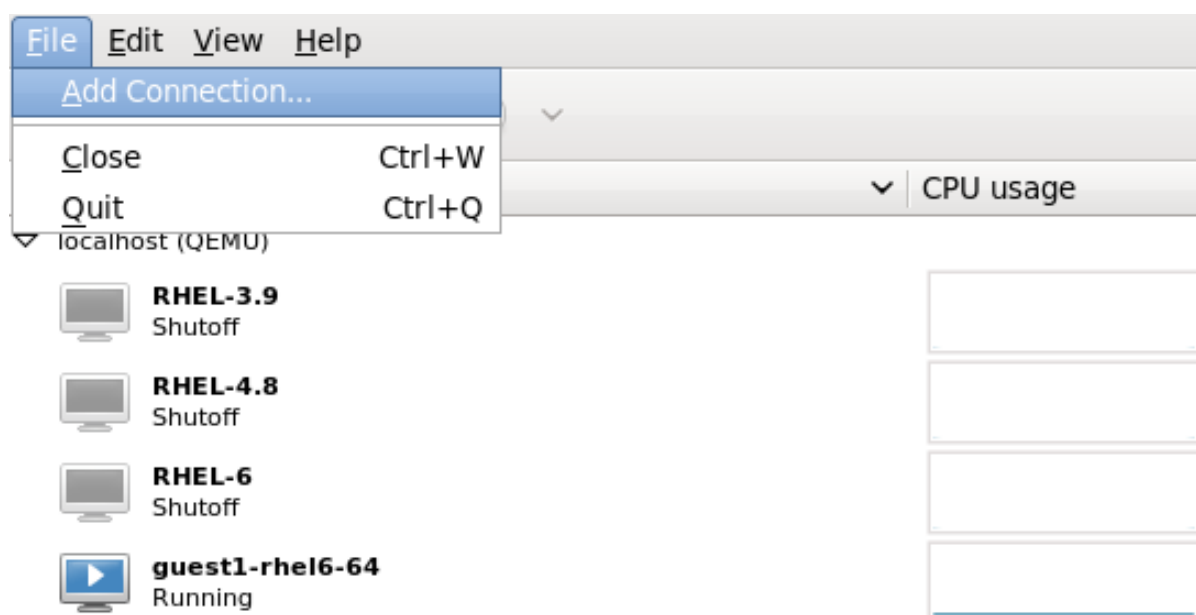 File Edit View Help
Add Connection...
Close Ctrl+W
Quit Ctrl+Q
CPU usage
localhost (QEMU)
RHEL-3.9
Shutoff
RHEL-4.8
Shutoff
RHEL-6
Shutoff
guest1-rhel6-64
Running